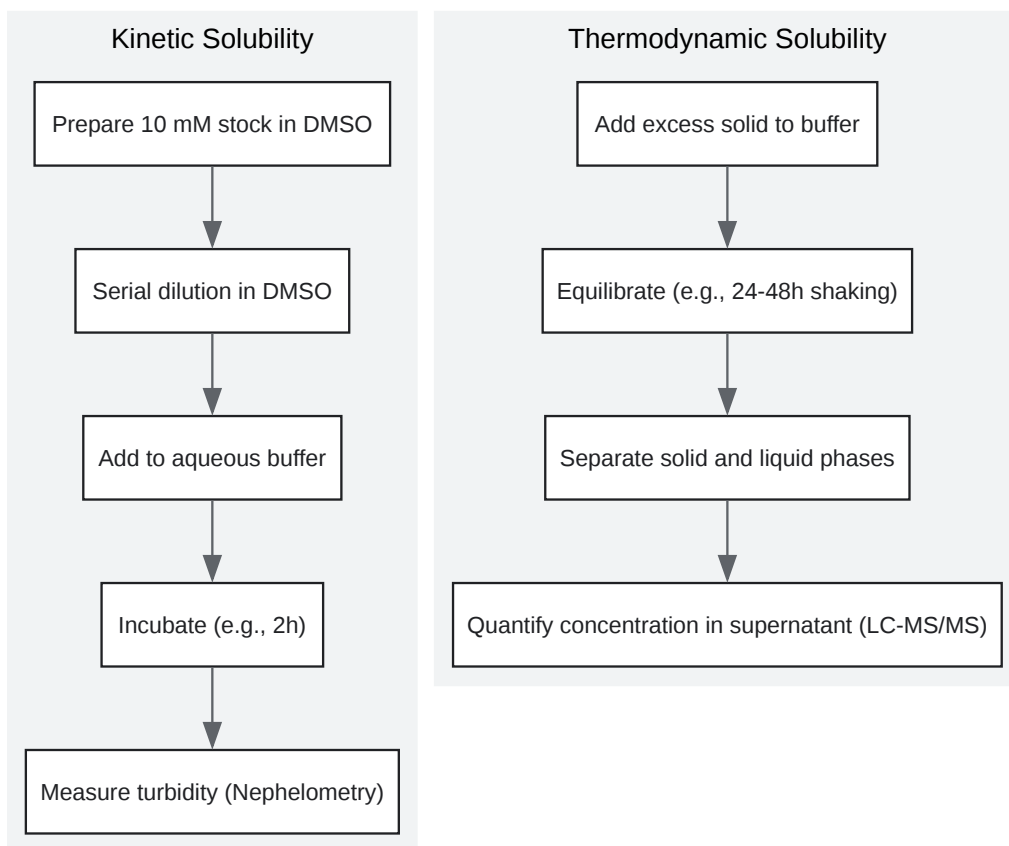 Kinetic Solubility
Prepare 10 mM stock in DMSO
Serial dilution in DMSO
Add to aqueous buffer
Incubate (e.g., 2h)
Measure turbidity (Nephelometry)
Thermodynamic Solubility
Add excess solid to buffer
Equilibrate (e.g., 24-48h shaking)
Separate solid and liquid phases
Quantify concentration in supernatant (LC-MS/MS)